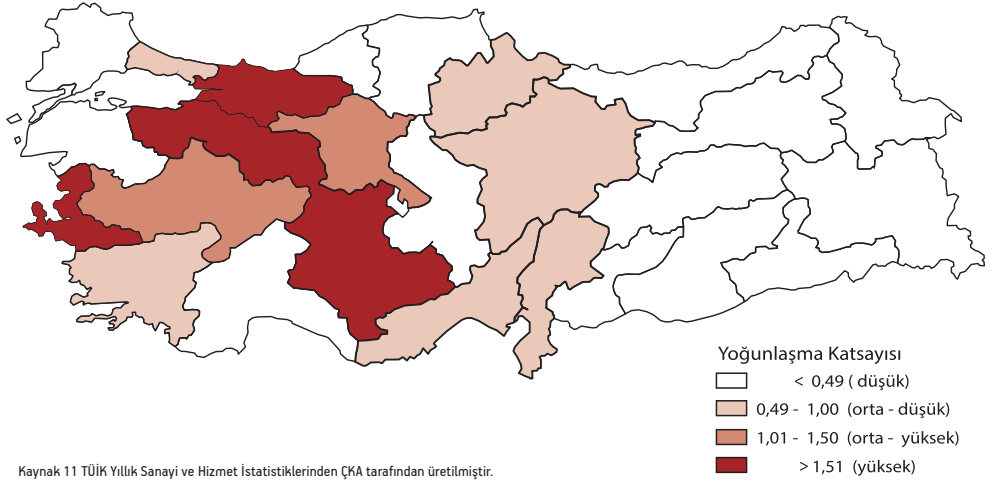 Yoğunlaşma Katsayısı
< 0,49 ( düşük)
0,49 - 1,00 (orta - düşük)
1,01 - 1,50 (orta - yüksek)
> 1,51 (yüksek)
Kaynak 11 TÜİK Yıllık Sanayi ve Hizmet İstatistiklerinden ÇKA tarafından üretilmiştir.